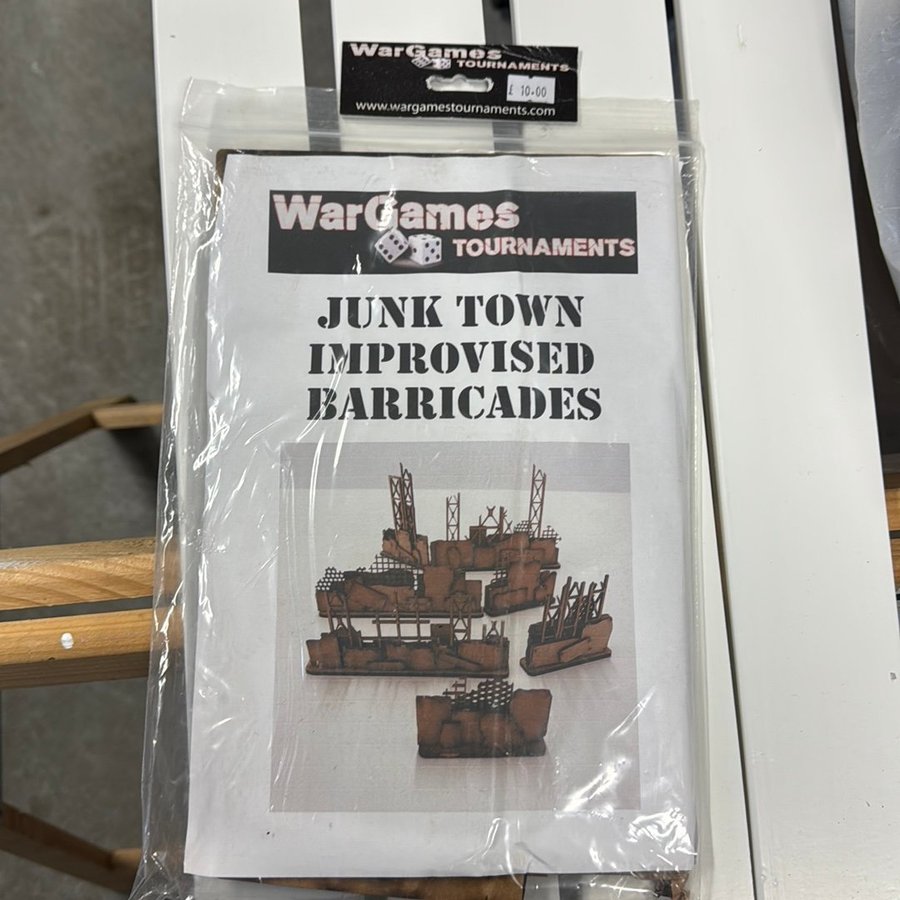 WarGames
TOURNAMENTS
£ 10.00
www.wargamestournaments.com
WarGames
TOURNAMENTS
JUNK TOWN
IMPROVISED
BARRICADES